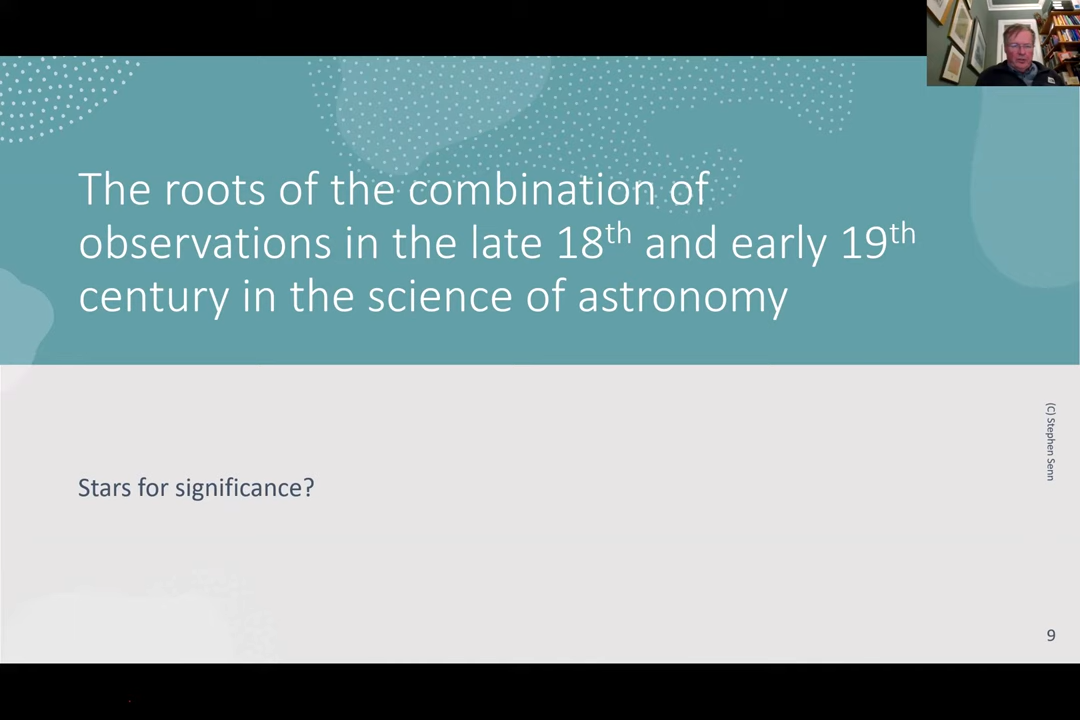 The roots of the combination of
observations in the late 18th and early 19th
century in the science of astronomy
Stars for significance?
(C) Stephen Senn
9